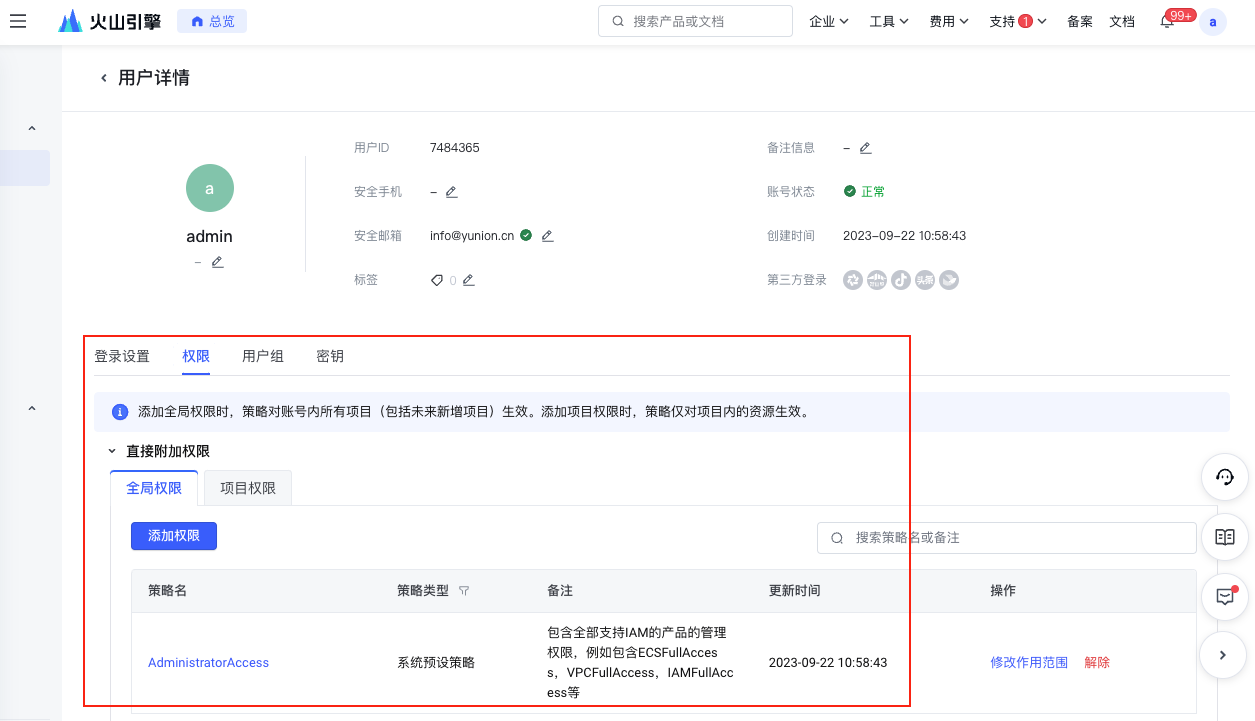 火山引擎
总览
搜索产品或文档
企业
工具
费用
支持 1
备案
文档
99+
a
用户详情
a
admin
–
用户ID 7484365
安全手机 –
安全邮箱 info@yunion.cn
标签 0
备注信息 –
账号状态 正常
创建时间 2023-09-22 10:58:43
第三方登录
头条
登录设置 权限 用户组 密钥
添加全局权限时，策略对账号内所有项目（包括未来新增项目）生效。添加项目权限时，策略仅对项目内的资源生效。
直接附加权限
全局权限 项目权限
添加权限
搜索策略名或备注
策略名 策略类型 备注 更新时间 操作
AdministratorAccess
系统预设策略
包含全部支持IAM的产品的管理
权限，例如包含ECSFullAcces
s，VPCFullAccess，IAMFullAcc
ess等
2023-09-22 10:58:43
修改作用范围 解除